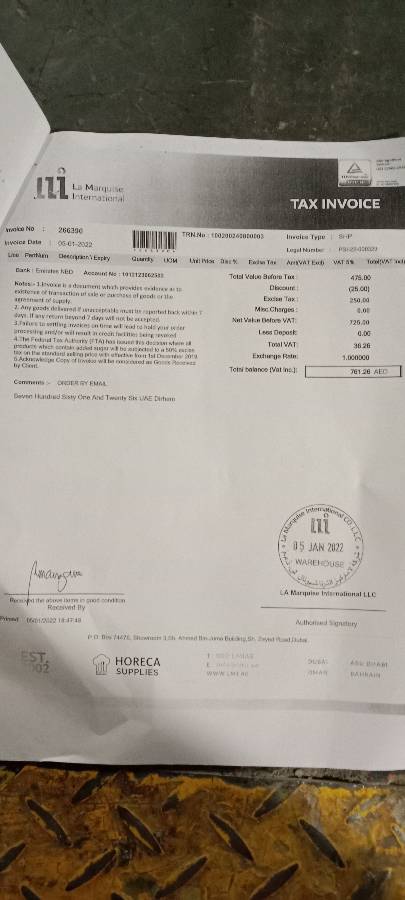 La Marquise
International
TAX INVOICE
Invoice No : 266390
TRN.No : 100200240800003
Invoice Type : SHP
Invoice Date : 05-01-2022
Legal Number :
Line PartNum Description \ Expiry Quantity UOM Unit Price Disc % Excise Tax Amt(VAT Excl) VAT 5% Total(VAT Incl)
Bank : Emirates NBD Account No : 1012123062503
Total Value Before Tax : 475.00
Notes:- 1.Invoice is a document which provides evidence as to
existence of transaction of sale or purchase of goods or the
agreement of supply.
Discount : (25.00)
Excise Tax : 250.00
2. Any goods delivered if unacceptable must be reported back within 7
days. If any return beyond 7 days will not be accepted.
Misc.Charges : 0.00
3.Failure to settling invoices on time will lead to hold your order
processing and/or will result in credit facilities being revoked
Net Value Before VAT: 725.00
Less Deposit: 0.00
4.The Federal Tax Authority (FTA) has issued this decision where all
products which contain added sugar will be subjected to a 50% excise
tax on the standard selling price with effective from 1st December 2019.
Total VAT: 36.26
5.Acknowledge Copy of Invoice will be considered as Goods Received
by Client.
Exchange Rate: 1.000000
Total balance (Vat Inc.): 761.26 AED
Comments :- ORDER BY EMAIL
Seven Hundred Sixty One And Twenty Six UAE Dirham
La Marquise International CO. L.L.C
05 JAN 2022
WAREHOUSE
Received the above items in good condition
Received By
LA Marquise International LLC
Authorised Signatory
Printed 05/01/2022 18:47:48
P.O. Box 74476, Showroom 3,Sh. Ahmed Bin Juma Building,Sh. Zayed Road,Dubai.
EST.
2002
HORECA
SUPPLIES
T : 800 LAMAR
WWW.LMI.AE
DUBAI ABU DHABI
OMAN BAHRAIN